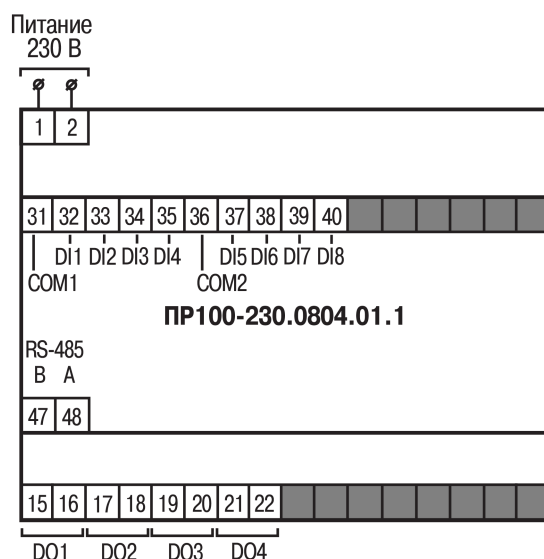 Питание
230 В
1 2
31 32 33 34 35 36 37 38 39 40
DI1 DI2 DI3 DI4 DI5 DI6 DI7 DI8
COM1 COM2
ПР100-230.0804.01.1
RS-485
B A
47 48
15 16 17 18 19 20 21 22
DO1 DO2 DO3 DO4